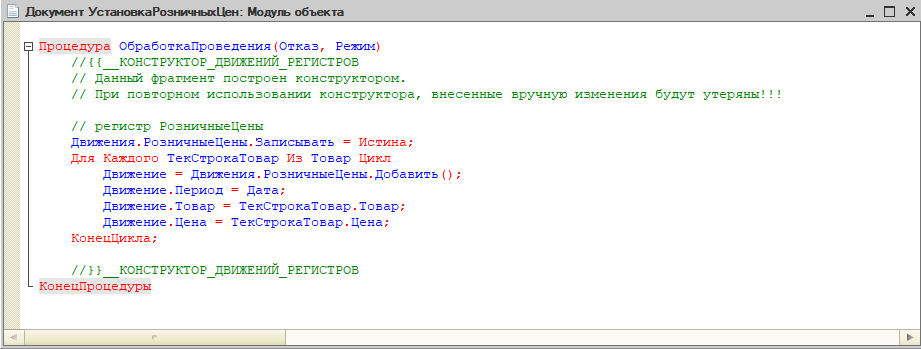 Документ УстановкаРозничныхЦен: Модуль объекта
Процедура ОбработкаПроведения(Отказ, Режим)
//{{__КОНСТРУКТОР_ДВИЖЕНИЙ_РЕГИСТРОВ
// Данный фрагмент построен конструктором.
// При повторном использовании конструктора, внесенные вручную изменения будут утеряны!!!
// регистр РозничныеЦены
Движения.РозничныеЦены.Записывать = Истина;
Для Каждого ТекСтрокаТовар Из Товар Цикл
Движение = Движения.РозничныеЦены.Добавить();
Движение.Период = Дата;
Движение.Товар = ТекСтрокаТовар.Товар;
Движение.Цена = ТекСтрокаТовар.Цена;
КонецЦикла;
//}}__КОНСТРУКТОР_ДВИЖЕНИЙ_РЕГИСТРОВ
КонецПроцедуры